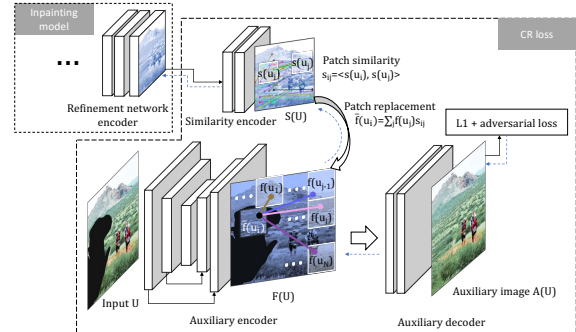 Inpainting
model
CR loss
...
Refinement network
encoder
Similarity encoder
s(uᵢ)
s(uⱼ)
S(U)
Patch similarity
sᵢⱼ=<s(uᵢ), s(uⱼ)>
Patch replacement
f̄(uᵢ)=∑ⱼf(uⱼ)sᵢⱼ
L1 + adversarial loss
f(u₁)
...
f(uⱼ₋₁)
f(uⱼ)
f̄(uᵢ)
...
...
f(u_N)
Input U
F(U)
Auxiliary encoder
Auxiliary image A(U)
Auxiliary decoder